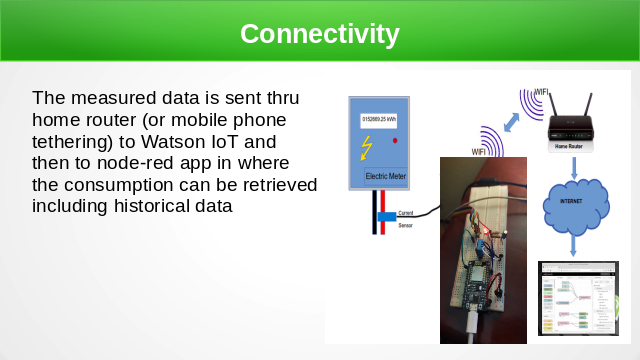 Connectivity
The measured data is sent thru
home router (or mobile phone
tethering) to Watson IoT and
then to node-red app in where
the consumption can be retrieved
including historical data
WIFI
0152869.25 kWh
Home Router
WIFI
Electric Meter
INTERNET
Current
Sensor